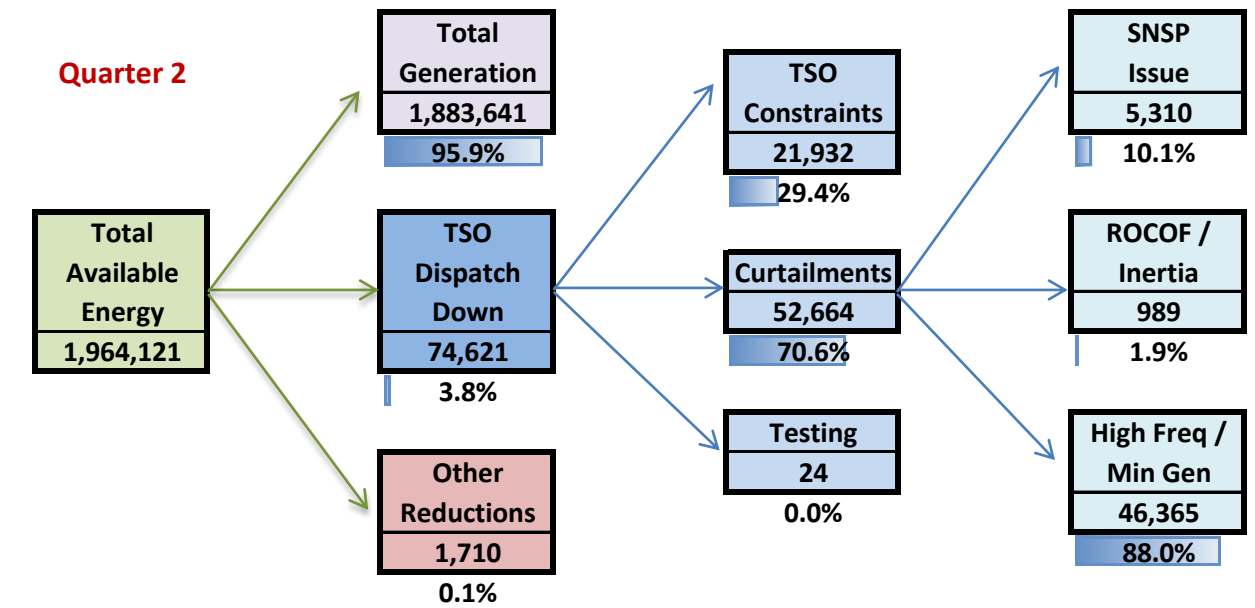 Quarter 2
Total
Available
Energy
1,964,121
Total
Generation
1,883,641
95.9%
TSO
Dispatch
Down
74,621
3.8%
Other
Reductions
1,710
0.1%
TSO
Constraints
21,932
29.4%
Curtailments
52,664
70.6%
Testing
24
0.0%
SNSP
Issue
5,310
10.1%
ROCOF /
Inertia
989
1.9%
High Freq /
Min Gen
46,365
88.0%